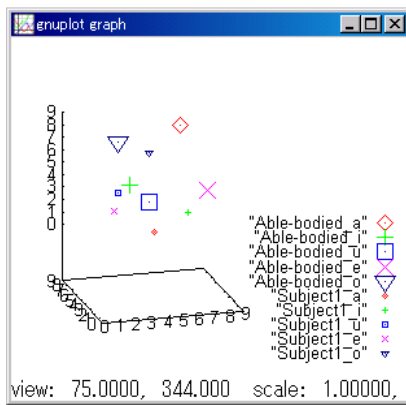 gnuplot graph
9
8
7
6
5
4
3
2
1
0
"Able-bodied_a"
"Able-bodied_i"
"Able-bodied_u"
"Able-bodied_e"
"Able-bodied_o"
"Subject1_a"
"Subject1_i"
"Subject1_u"
"Subject1_e"
"Subject1_o"
0 1 2 3 4 5 6 7 8 9
view: 75.0000, 344.000 scale: 1.00000,